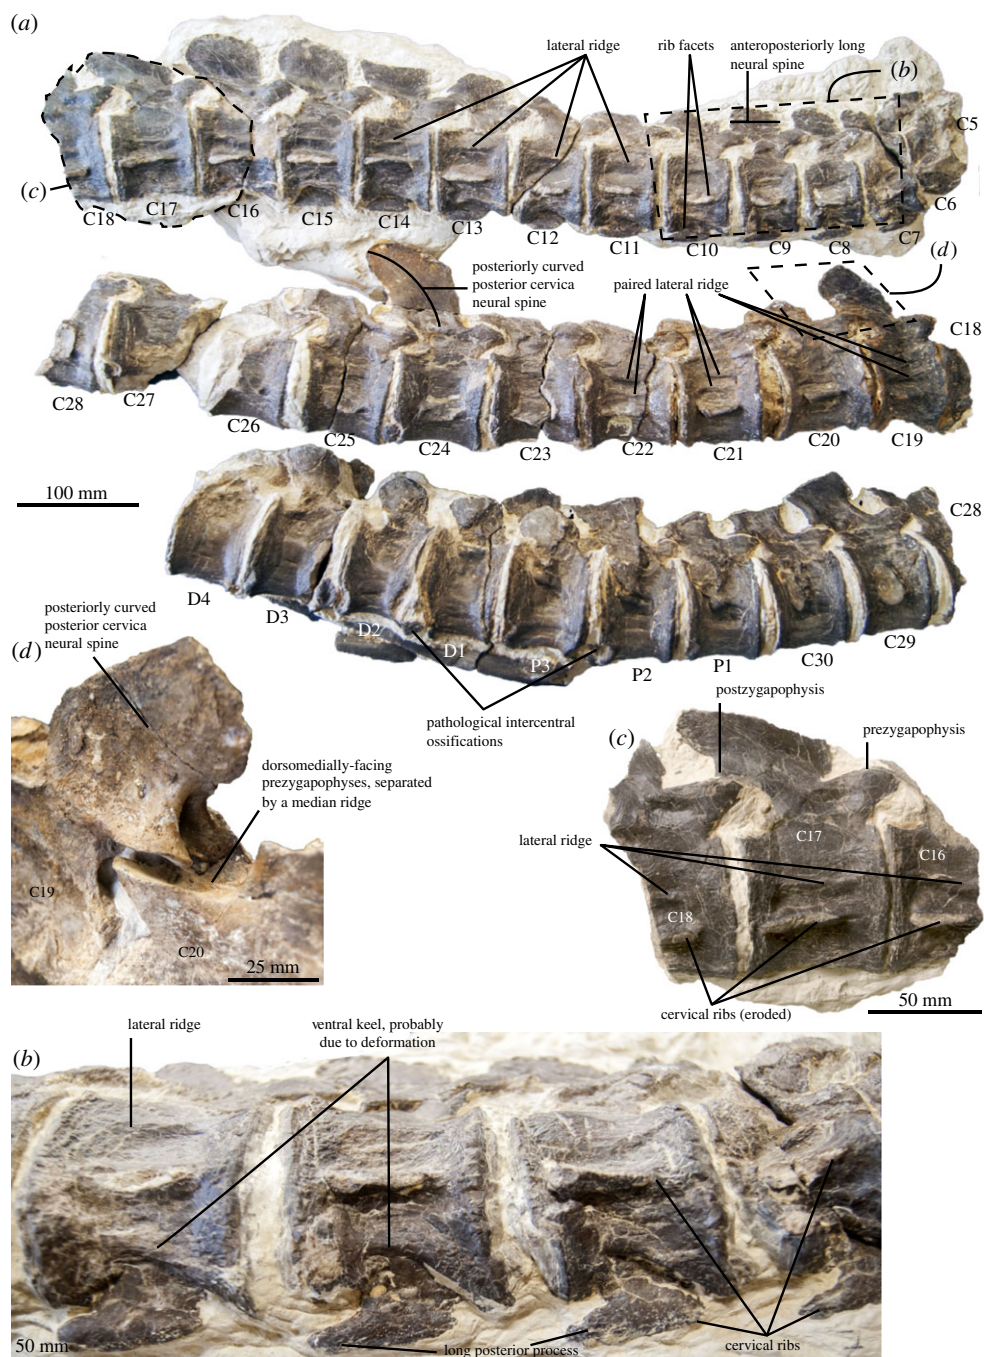 (a)
lateral ridge
rib facets
anteroposteriorly long
neural spine
(b)
C5
(c)
C18
C17
C16
C15
C14
C13
C12
C11
C10
C9
C8
C7
C6
posteriorly curved
posterior cervica
neural spine
paired lateral ridge
(d)
C18
C28
C27
C26
C25
C24
C23
C22
C21
C20
C19
100 mm
C28
D4
D3
D2
D1
P3
P2
P1
C30
C29
pathological intercentral
ossifications
posteriorly curved
posterior cervica
neural spine
(d)
dorsomedially-facing
prezygapophyses, separated
by a median ridge
C19
C20
25 mm
postzygapophysis
(c)
prezygapophysis
lateral ridge
C17
C16
C18
cervical ribs (eroded)
50 mm
lateral ridge
ventral keel, probably
due to deformation
(b)
50 mm
long posterior process
cervical ribs